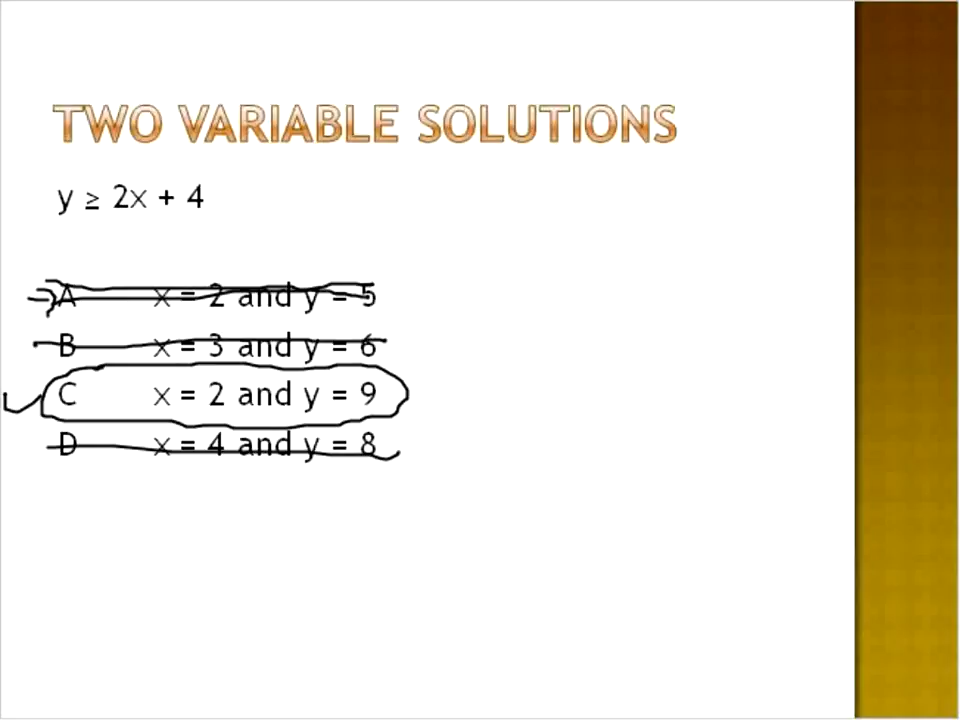 TWO VARIABLE SOLUTIONS
y ≥ 2x + 4
A x = 2 and y = 5
B x = 3 and y = 6
C x = 2 and y = 9
D x = 4 and y = 8